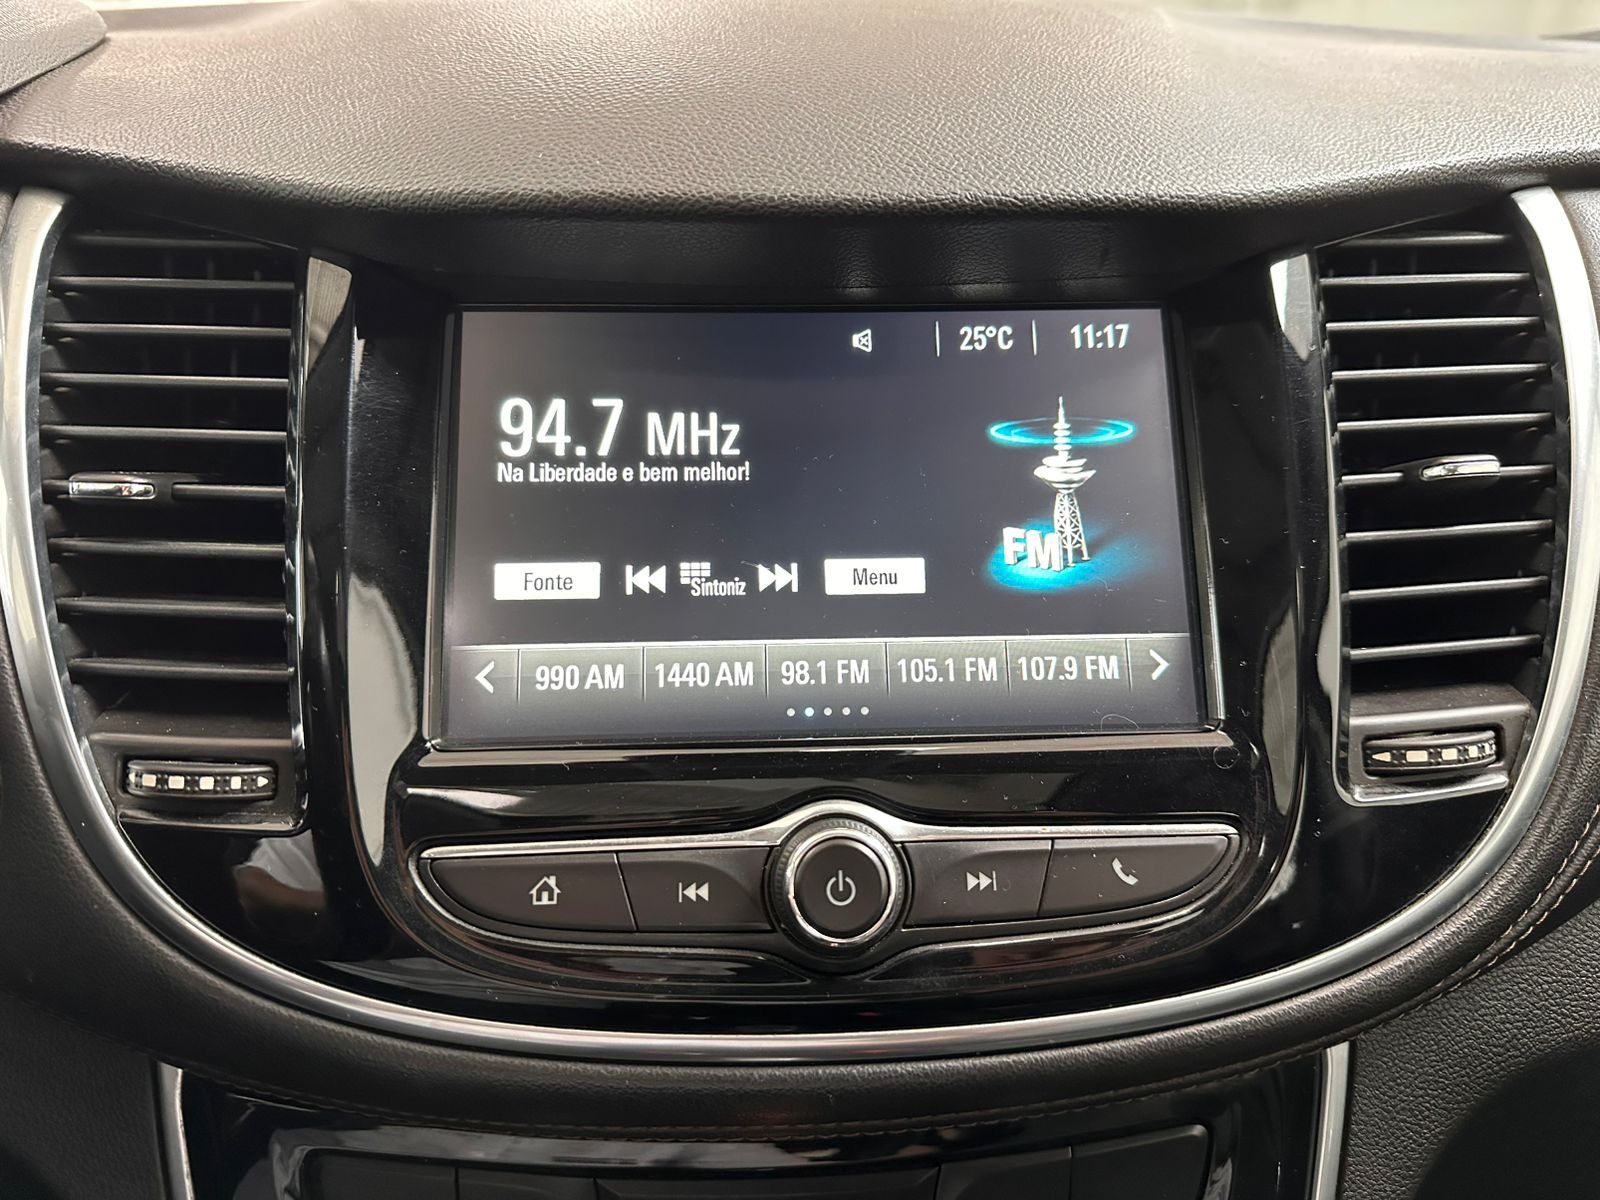 25°C 11:17
94.7 MHz
Na Liberdade e bem melhor!
FM
Fonte Sintoniz Menu
990 AM 1440 AM 98.1 FM 105.1 FM 107.9 FM